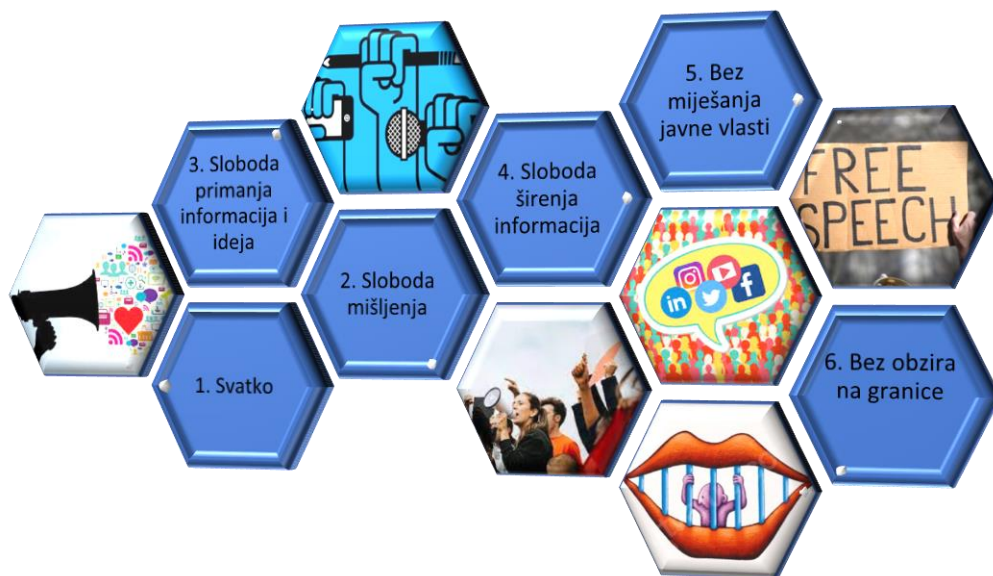 5. Bez
miješanja
javne vlasti
3. Sloboda
primanja
informacija i
ideja
4. Sloboda
širenja
informacija
FREE
SPEECH
2. Sloboda
mišljenja
in
f
1. Svatko
6. Bez obzira
na granice